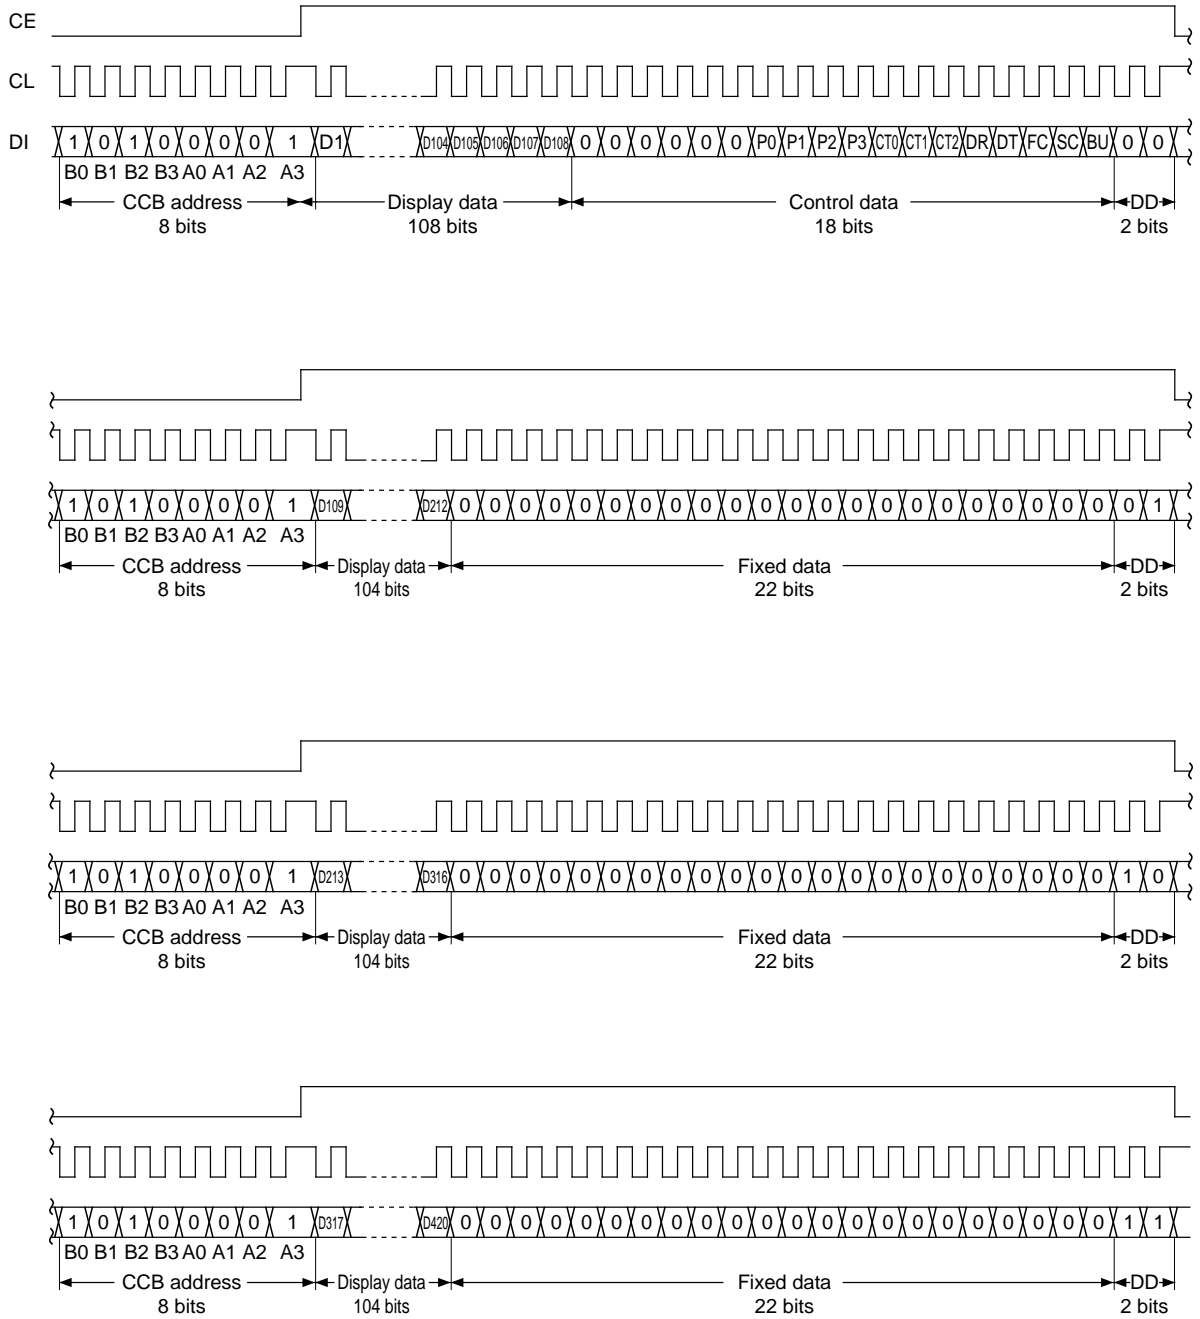 CE
CL
DI 1 0 1 0 0 0 0 1 D1 D104 D105 D106 D107 D108 0 0 0 0 0 0 P0 P1 P2 P3 CT0 CT1 CT2 DR DT FC SC BU 0 0
B0 B1 B2 B3 A0 A1 A2 A3
CCB address Display data Control data DD
8 bits 108 bits 18 bits 2 bits
1 0 1 0 0 0 0 1 D109 D212 0 0 0 0 0 0 0 0 0 0 0 0 0 0 0 0 0 0 0 0 0 0 0 1
B0 B1 B2 B3 A0 A1 A2 A3
CCB address Display data Fixed data DD
8 bits 104 bits 22 bits 2 bits
1 0 1 0 0 0 0 1 D213 D316 0 0 0 0 0 0 0 0 0 0 0 0 0 0 0 0 0 0 0 0 0 0 1 0
B0 B1 B2 B3 A0 A1 A2 A3
CCB address Display data Fixed data DD
8 bits 104 bits 22 bits 2 bits
1 0 1 0 0 0 0 1 D317 D420 0 0 0 0 0 0 0 0 0 0 0 0 0 0 0 0 0 0 0 0 0 0 1 1
B0 B1 B2 B3 A0 A1 A2 A3
CCB address Display data Fixed data DD
8 bits 104 bits 22 bits 2 bits